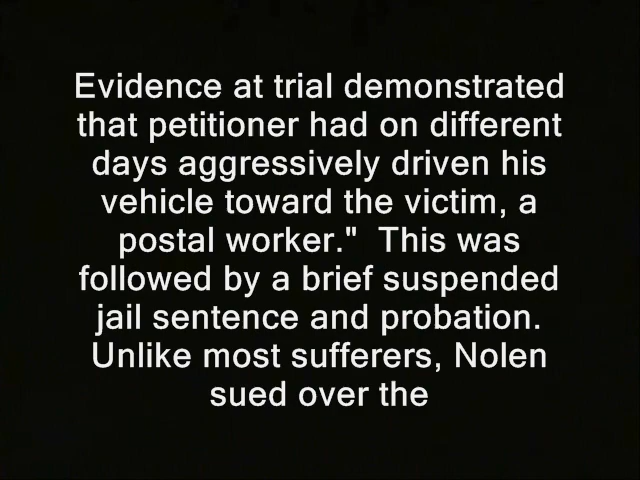 Evidence at trial demonstrated
that petitioner had on different
days aggressively driven his
vehicle toward the victim, a
postal worker."  This was
followed by a brief suspended
jail sentence and probation.
Unlike most sufferers, Nolen
sued over the